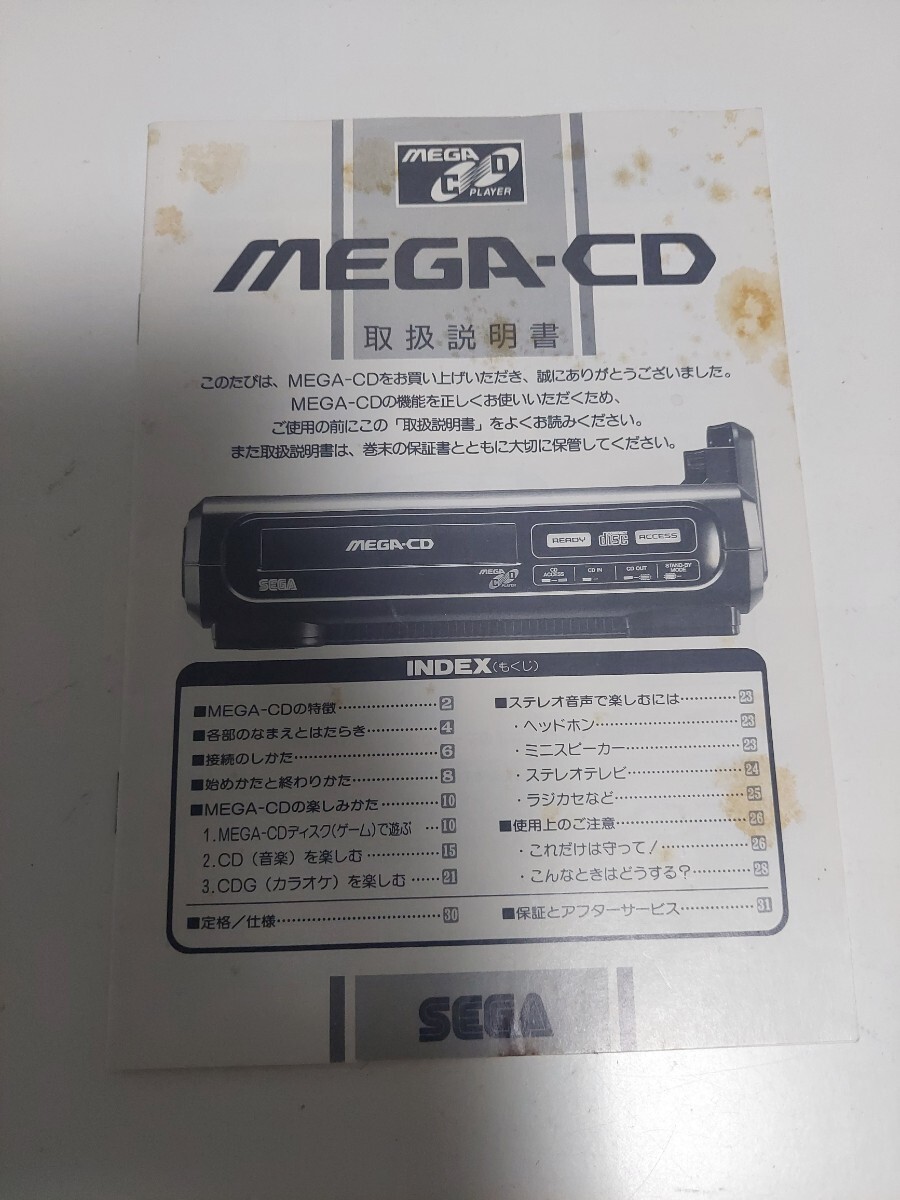 MEGA
CD
PLAYER
MEGA-CD
取扱説明書
このたびは、MEGA-CDをお買い上げいただき、誠にありがとうございました。
MEGA-CDの機能を正しくお使いいただくため、
ご使用の前にこの「取扱説明書」をよくお読みください。
また取扱説明書は、巻末の保証書とともに大切に保管してください。
MEGA-CD
READY
disc
ACCESS
SEGA
MEGA
CD
PLAYER
CD ACCESS
CD IN
CD OUT
STAND-BY MODE
INDEX(もくじ)
■MEGA-CDの特徴……………………2
■各部のなまえとはたらき……………4
■接続のしかた…………………………6
■始めかたと終わりかた………………8
■MEGA-CDの楽しみかた……………10
1.MEGA-CDディスク(ゲーム)で遊ぶ…10
2.CD(音楽)を楽しむ………………15
3.CDG(カラオケ)を楽しむ………21
■定格／仕様……………………………30
■ステレオ音声で楽しむには…………23
・ヘッドホン…………………………23
・ミニスピーカー……………………23
・ステレオテレビ……………………24
・ラジカセなど………………………25
■使用上のご注意………………………26
・これだけは守って！………………26
・こんなときはどうする？…………28
■保証とアフターサービス……………31
SEGA